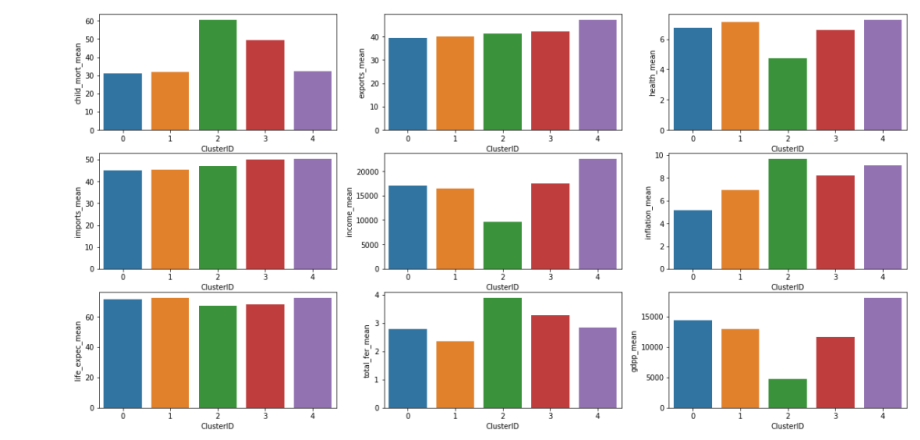 child_mort_mean
60
50
40
30
20
10
0
0 1 2 3 4
ClusterID
exports_mean
40
30
20
10
0
0 1 2 3 4
ClusterID
health_mean
6
4
2
0
0 1 2 3 4
ClusterID
imports_mean
50
40
30
20
10
0
0 1 2 3 4
ClusterID
income_mean
20000
15000
10000
5000
0
0 1 2 3 4
ClusterID
inflation_mean
10
8
6
4
2
0
0 1 2 3 4
ClusterID
life_expec_mean
60
40
20
0
0 1 2 3 4
ClusterID
total_fer_mean
4
3
2
1
0
0 1 2 3 4
ClusterID
gdpp_mean
15000
10000
5000
0
0 1 2 3 4
ClusterID